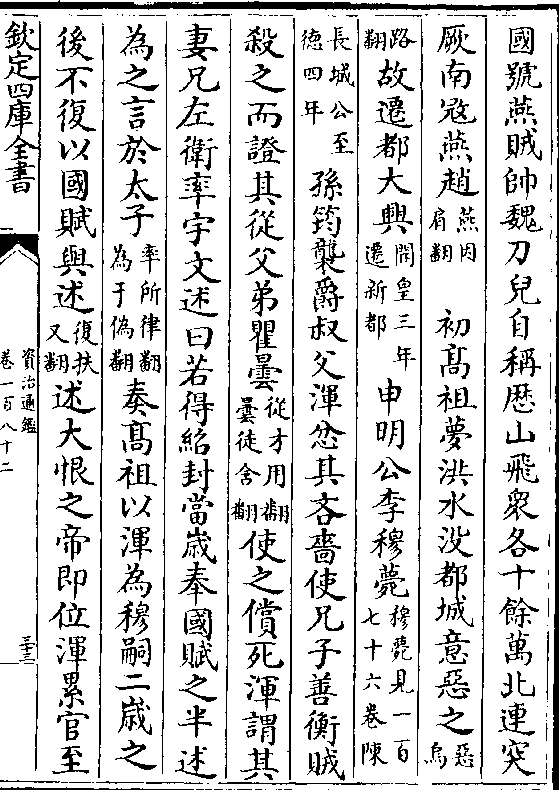 國號燕賊帥魏刀兒自稱歴山飛衆各十餘萬北連突
厥南宼燕趙燕因肩翻　初髙祖夢洪水没都城意惡之惡烏
路翻故遷都大興開皇三年遷新都申明公李穆薨穆薨見一百七十六卷陳
長城公至德四年孫筠襲爵叔父渾忿其吝嗇使兄子善衡賊
殺之而證其從父弟瞿曇從才用翻曇徒含翻使之償死渾謂其
妻兄左衛率宇文述曰若得紹封當嵗奉國賦之半述
為之言於太子率所律翻為于偽翻奏髙祖以渾為穆嗣二嵗之
後不復以國賦與述復扶又翻述大恨之帝即位渾累官至
欽定四庫全書
資治通鑑
卷一百八十二
三十三